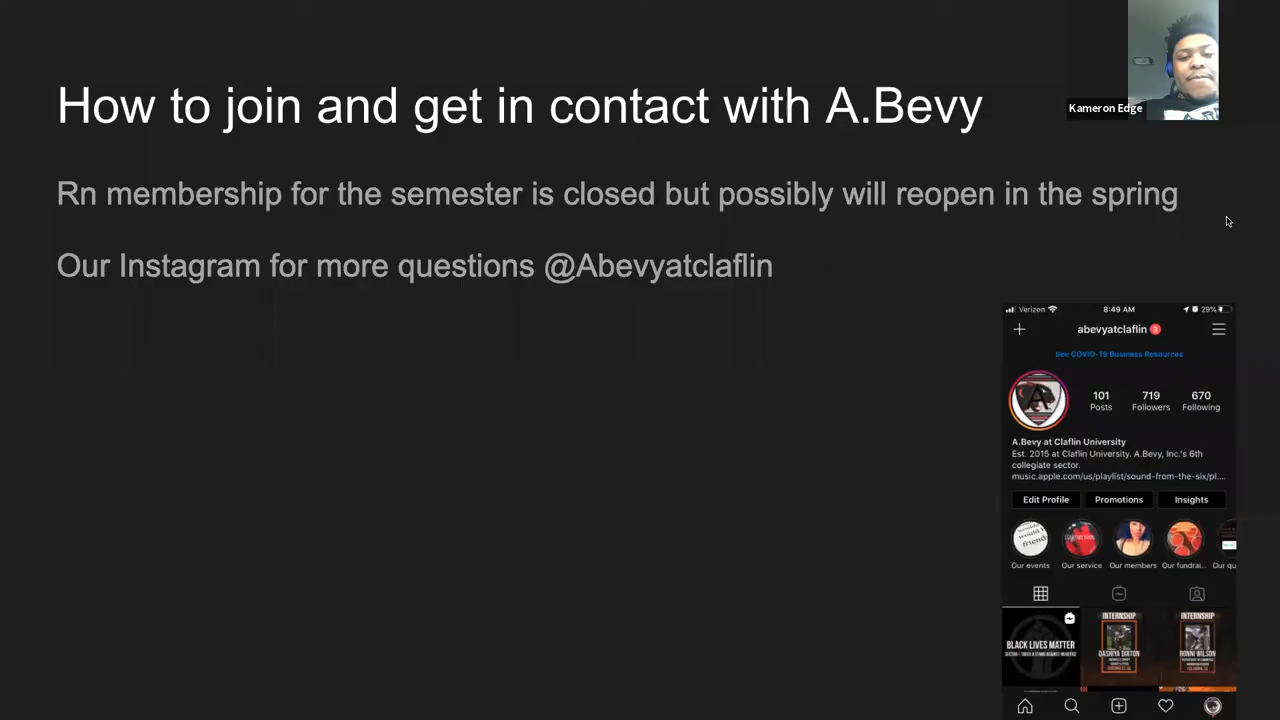 How to join and get in contact with A.Bevy
Kameron Edge
Rn membership for the semester is closed but possibly will reopen in the spring
Our Instagram for more questions @Abevyatclaflin
Verizon 8:49 AM 29%
abevyatclaflin 3
See COVID-19 Business Resources
101 719 670
Posts Followers Following
A.Bevy at Claflin University
Est. 2015 at Claflin University. A.Bevy, Inc.'s 6th
collegiate sector.
music.apple.com/us/playlist/sound-from-the-six/pl....
Edit Profile Promotions Insights
Our events Our service Our members Our fundrai... Our qu
BLACK LIVES MATTER
INTERNSHIP
DASHIYA BURTON
INTERNSHIP
RONNI WILSON